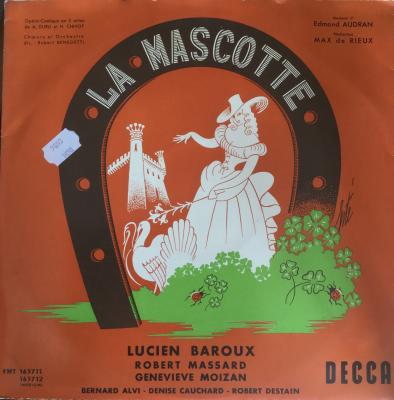 Opéra-Comique en 3 actes
de A. DURU et H. CHIVOT
Chœurs et Orchestre
dir. : Robert BENEDETTI
Musique d'
Edmond AUDRAN
Réalisation
MAX de RIEUX
LA MASCOTTE
LUCIEN BAROUX
ROBERT MASSARD
GENEVIEVE MOIZAN
BERNARD ALVI - DENISE CAUCHARD - ROBERT DESTAIN
FMT 163711
163712
DECCA